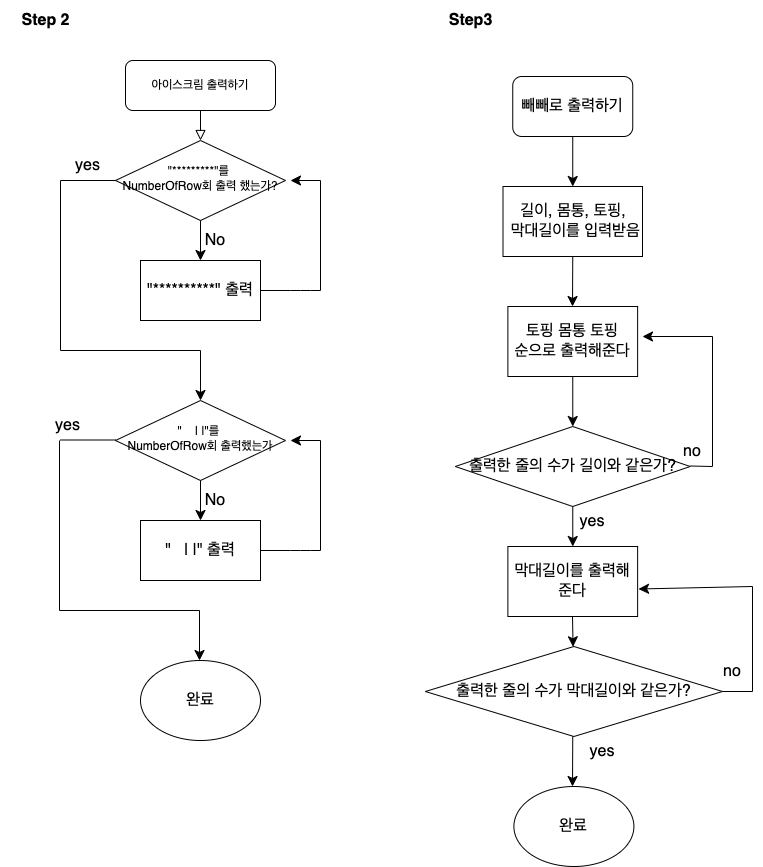 Step 2
아이스크림 출력하기
"*********"를
NumberOfRow회 출력 했는가?
yes
No
"**********" 출력
"    I I"를
NumberOfRow회 출력했는가
yes
No
"   I I" 출력
완료
Step3
빼빼로 출력하기
길이, 몸통, 토핑,
막대길이를 입력받음
토핑 몸통 토핑
순으로 출력해준다
출력한 줄의 수가 길이와 같은가?
no
yes
막대길이를 출력해
준다
출력한 줄의 수가 막대길이와 같은가?
no
yes
완료